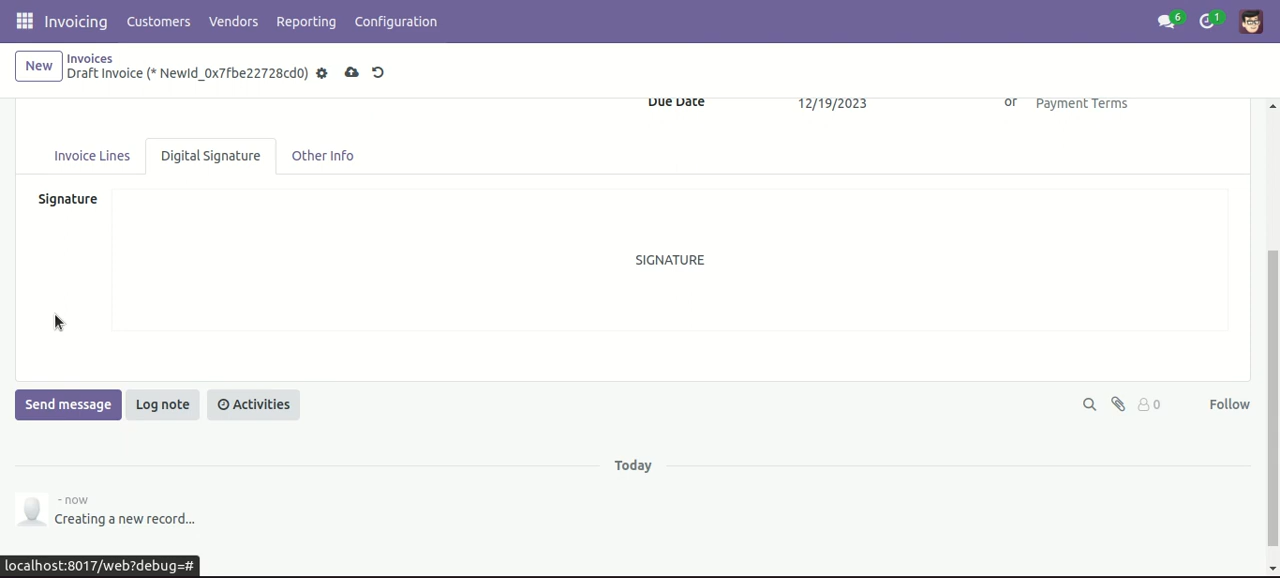 Invoicing Customers Vendors Reporting Configuration 6 1
New Invoices
Draft Invoice (* NewId_0x7fbe22728cd0)
Due Date 12/19/2023 or Payment Terms
Invoice Lines Digital Signature Other Info
Signature
SIGNATURE
Send message Log note Activities 0 Follow
Today
- now
Creating a new record...
localhost:8017/web?debug=#